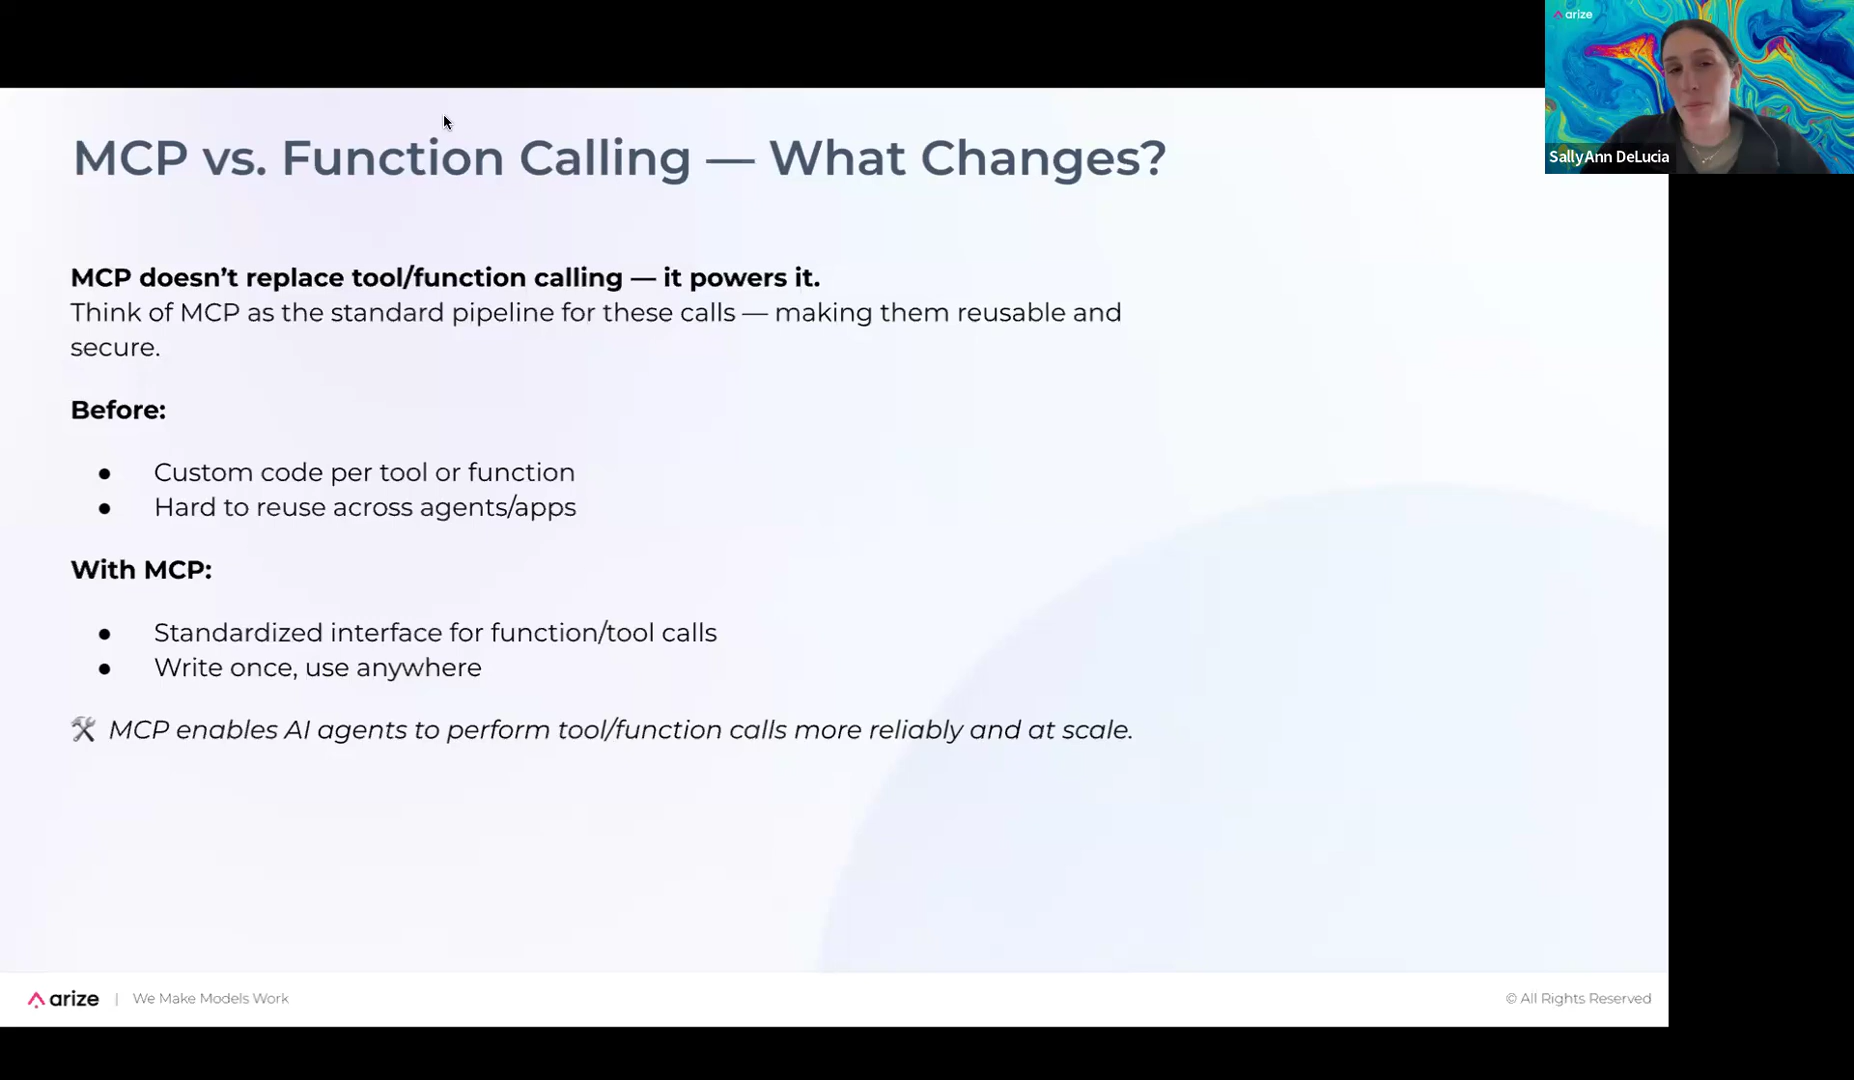 arize
SallyAnn DeLucia
MCP vs. Function Calling — What Changes?
MCP doesn’t replace tool/function calling — it powers it.
Think of MCP as the standard pipeline for these calls — making them reusable and
secure.
Before:
● Custom code per tool or function
● Hard to reuse across agents/apps
With MCP:
● Standardized interface for function/tool calls
● Write once, use anywhere
🛠 MCP enables AI agents to perform tool/function calls more reliably and at scale.
arize | We Make Models Work
© All Rights Reserved